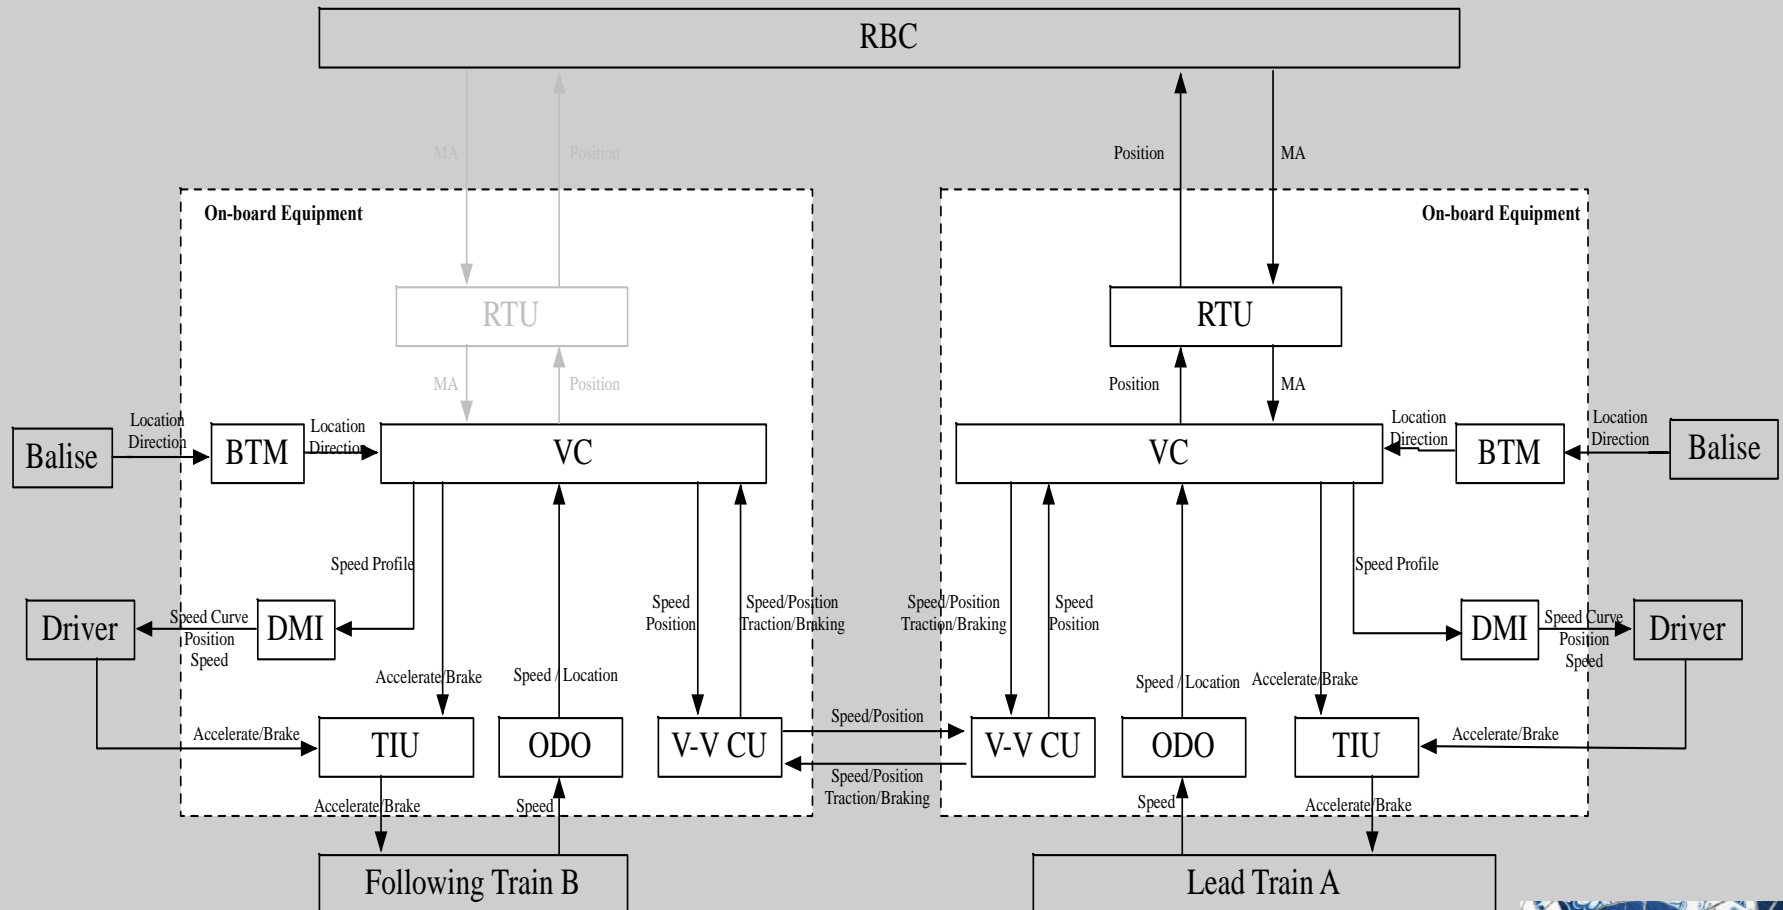 RBC
MA
Position
Position
MA
On-board Equipment
On-board Equipment
RTU
RTU
MA
Position
Position
MA
Location
Direction
Location
Direction
Location
Direction
Location
Direction
Balise
BTM
VC
VC
BTM
Balise
Speed Profile
Speed Profile
Speed
Position
Speed/Position
Traction/Braking
Speed/Position
Traction/Braking
Speed
Position
Driver
Speed Curve
Position
Speed
DMI
DMI
Speed Curve
Position
Speed
Driver
Accelerate/Brake
Speed / Location
Speed / Location
Accelerate/Brake
Accelerate/Brake
TIU
ODO
V-V CU
Speed/Position
V-V CU
ODO
TIU
Accelerate/Brake
Speed/Position
Traction/Braking
Accelerate/Brake
Speed
Speed
Accelerate/Brake
Following Train B
Lead Train A